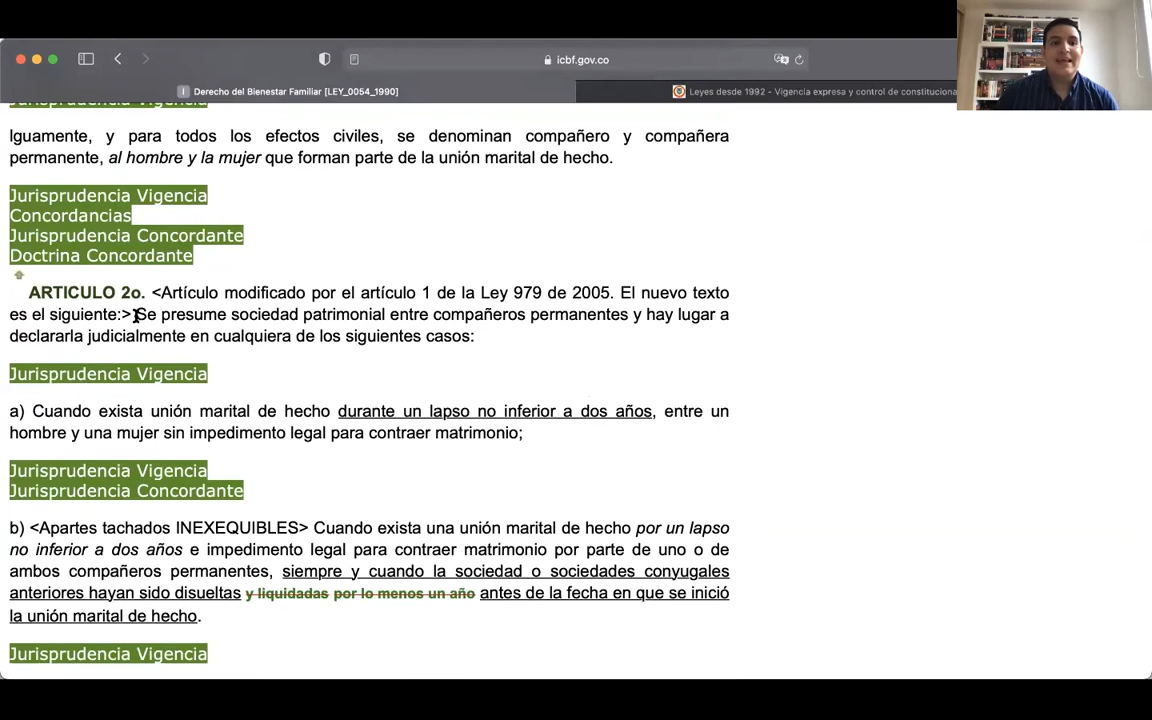 icbf.gov.co
Derecho del Bienestar Familiar [LEY_0054_1990]
Leyes desde 1992 - Vigencia expresa y control de constituciona
Jurisprudencia Vigencia
Iguamente, y para todos los efectos civiles, se denominan compañero y compañera
permanente, al hombre y la mujer que forman parte de la unión marital de hecho.
Jurisprudencia Vigencia
Concordancias
Jurisprudencia Concordante
Doctrina Concordante
ARTICULO 2o. <Artículo modificado por el artículo 1 de la Ley 979 de 2005. El nuevo texto
es el siguiente:> Se presume sociedad patrimonial entre compañeros permanentes y hay lugar a
declararla judicialmente en cualquiera de los siguientes casos:
Jurisprudencia Vigencia
a) Cuando exista unión marital de hecho durante un lapso no inferior a dos años, entre un
hombre y una mujer sin impedimento legal para contraer matrimonio;
Jurisprudencia Vigencia
Jurisprudencia Concordante
b) <Apartes tachados INEXEQUIBLES> Cuando exista una unión marital de hecho por un lapso
no inferior a dos años e impedimento legal para contraer matrimonio por parte de uno o de
ambos compañeros permanentes, siempre y cuando la sociedad o sociedades conyugales
anteriores hayan sido disueltas y liquidadas por lo menos un año antes de la fecha en que se inició
la unión marital de hecho.
Jurisprudencia Vigencia